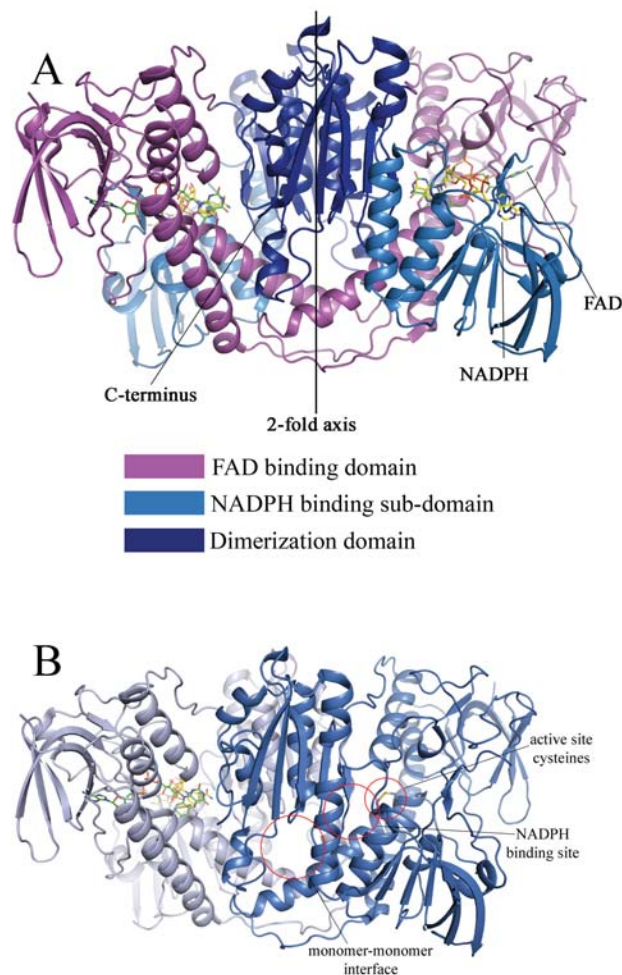 A
FAD
NADPH
C-terminus
2-fold axis
FAD binding domain
NADPH binding sub-domain
Dimerization domain
B
active site
cysteines
NADPH
binding site
monomer-monomer
interface